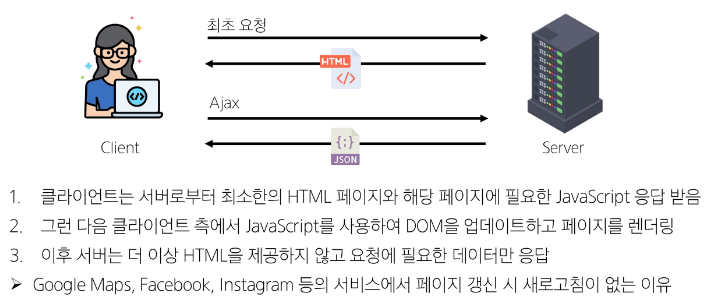 최초 요청
HTML
</>
</>
Ajax
{;}
JSON
Client
Server
1. 클라이언트는 서버로부터 최소한의 HTML 페이지와 해당 페이지에 필요한 JavaScript 응답 받음
2. 그런 다음 클라이언트 측에서 JavaScript를 사용하여 DOM을 업데이트하고 페이지를 렌더링
3. 이후 서버는 더 이상 HTML을 제공하지 않고 요청에 필요한 데이터만 응답
➢ Google Maps, Facebook, Instagram 등의 서비스에서 페이지 갱신 시 새로고침이 없는 이유